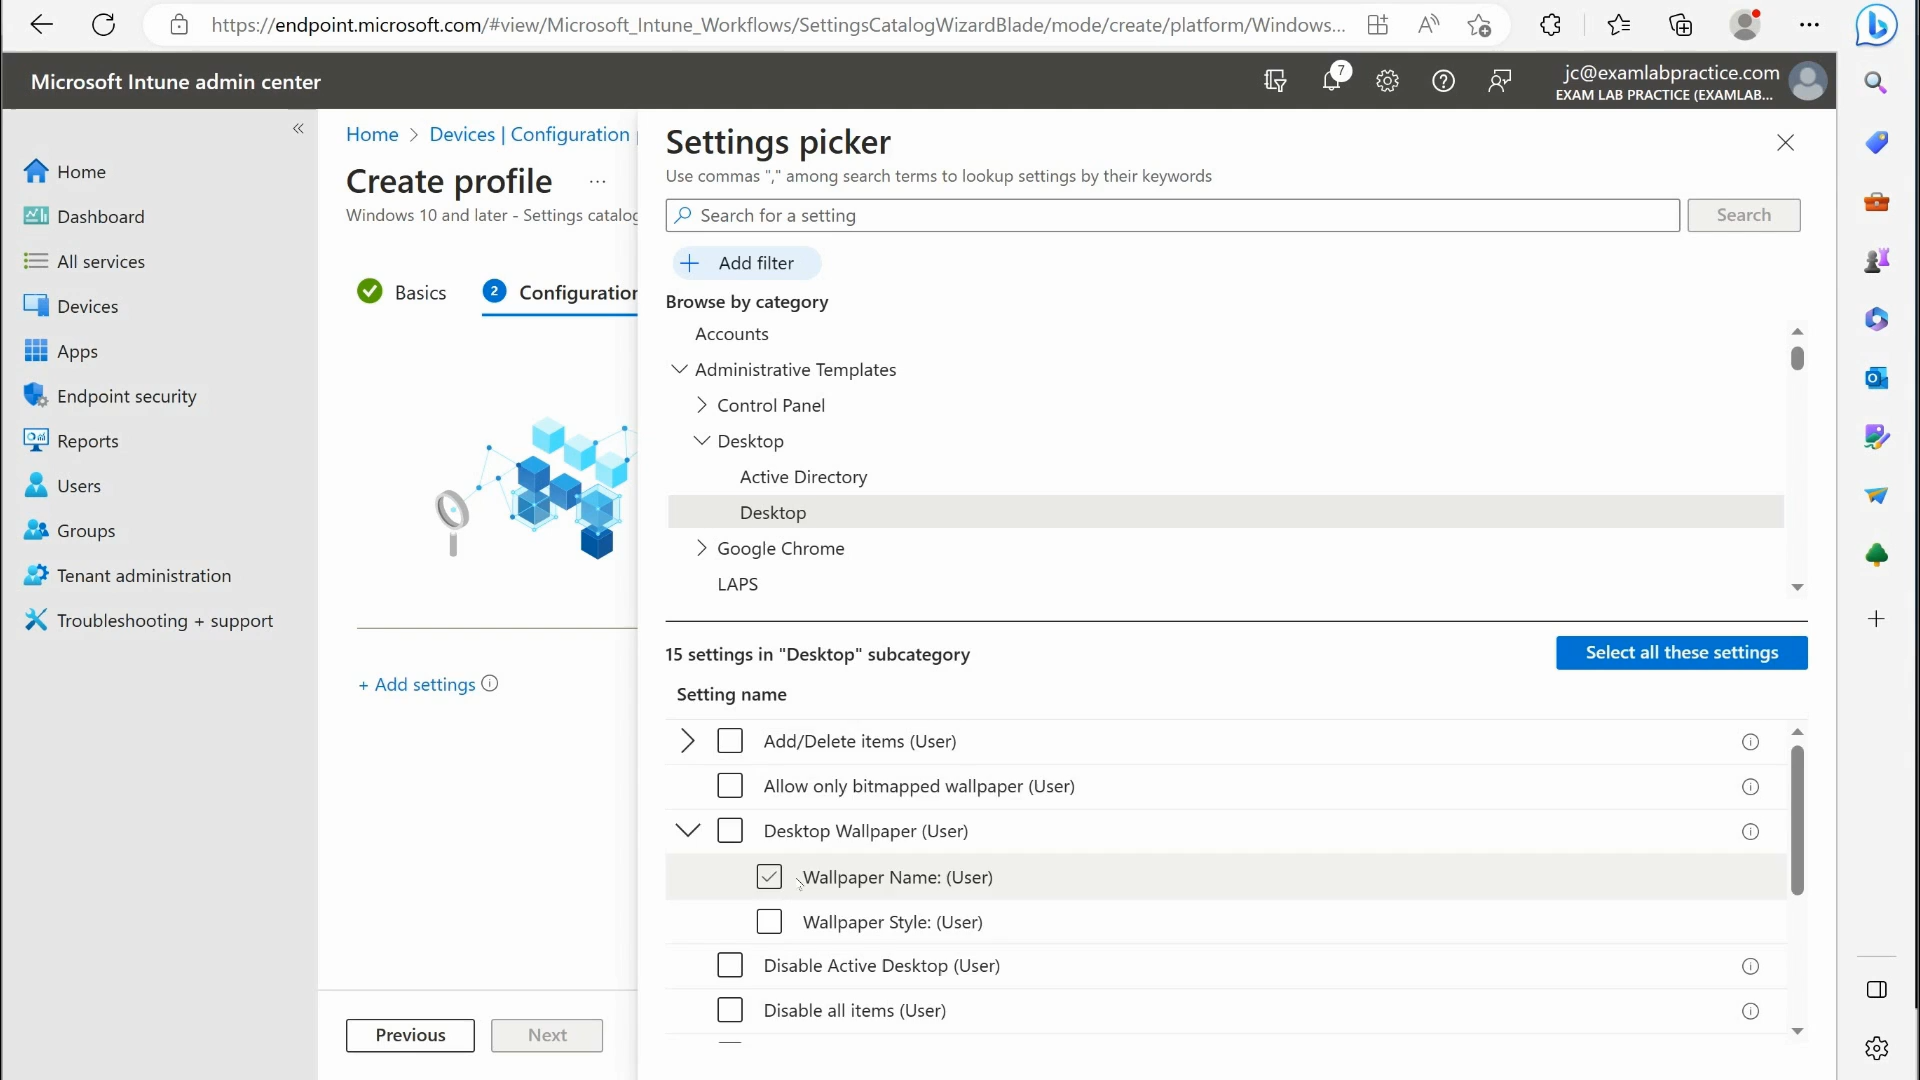 https://endpoint.microsoft.com/#view/Microsoft_Intune_Workflows/SettingsCatalogWizardBlade/mode/create/platform/Windows...
Microsoft Intune admin center
7
jc@examlabpractice.com
EXAM LAB PRACTICE (EXAMLAB...
Home
Dashboard
All services
Devices
Apps
Endpoint security
Reports
Users
Groups
Tenant administration
Troubleshooting + support
Home > Devices | Configuration
Create profile ...
Windows 10 and later - Settings catalog
Basics
2 Configuration
+ Add settings
Previous
Next
Settings picker
Use commas "," among search terms to lookup settings by their keywords
Search for a setting
Search
Add filter
Browse by category
Accounts
Administrative Templates
Control Panel
Desktop
Active Directory
Desktop
Google Chrome
LAPS
15 settings in "Desktop" subcategory
Select all these settings
Setting name
Add/Delete items (User)
Allow only bitmapped wallpaper (User)
Desktop Wallpaper (User)
Wallpaper Name: (User)
Wallpaper Style: (User)
Disable Active Desktop (User)
Disable all items (User)